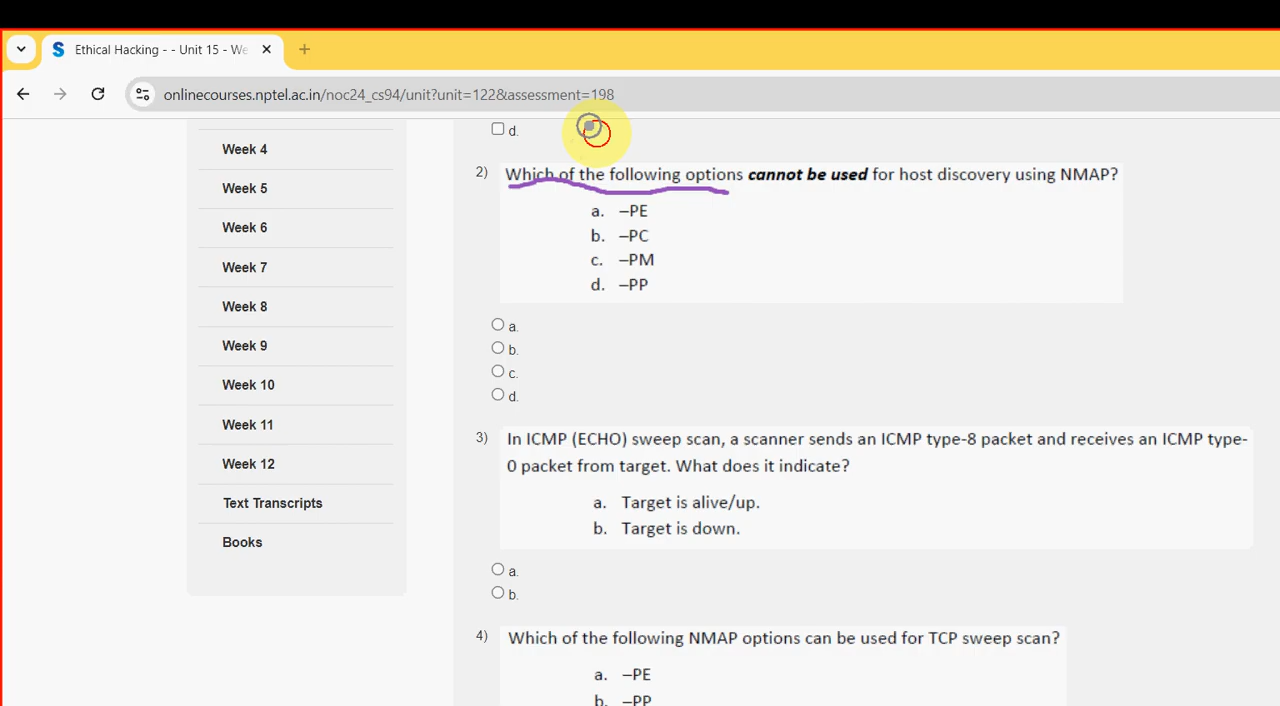 Ethical Hacking - - Unit 15 - We
onlinecourses.nptel.ac.in/noc24_cs94/unit?unit=122&assessment=198
Week 4
Week 5
Week 6
Week 7
Week 8
Week 9
Week 10
Week 11
Week 12
Text Transcripts
Books
d.
2) Which of the following options cannot be used for host discovery using NMAP?
a. –PE
b. –PC
c. –PM
d. –PP
a.
b.
c.
d.
3) In ICMP (ECHO) sweep scan, a scanner sends an ICMP type-8 packet and receives an ICMP type-
0 packet from target. What does it indicate?
a. Target is alive/up.
b. Target is down.
a.
b.
4) Which of the following NMAP options can be used for TCP sweep scan?
a. –PE
b. –PP